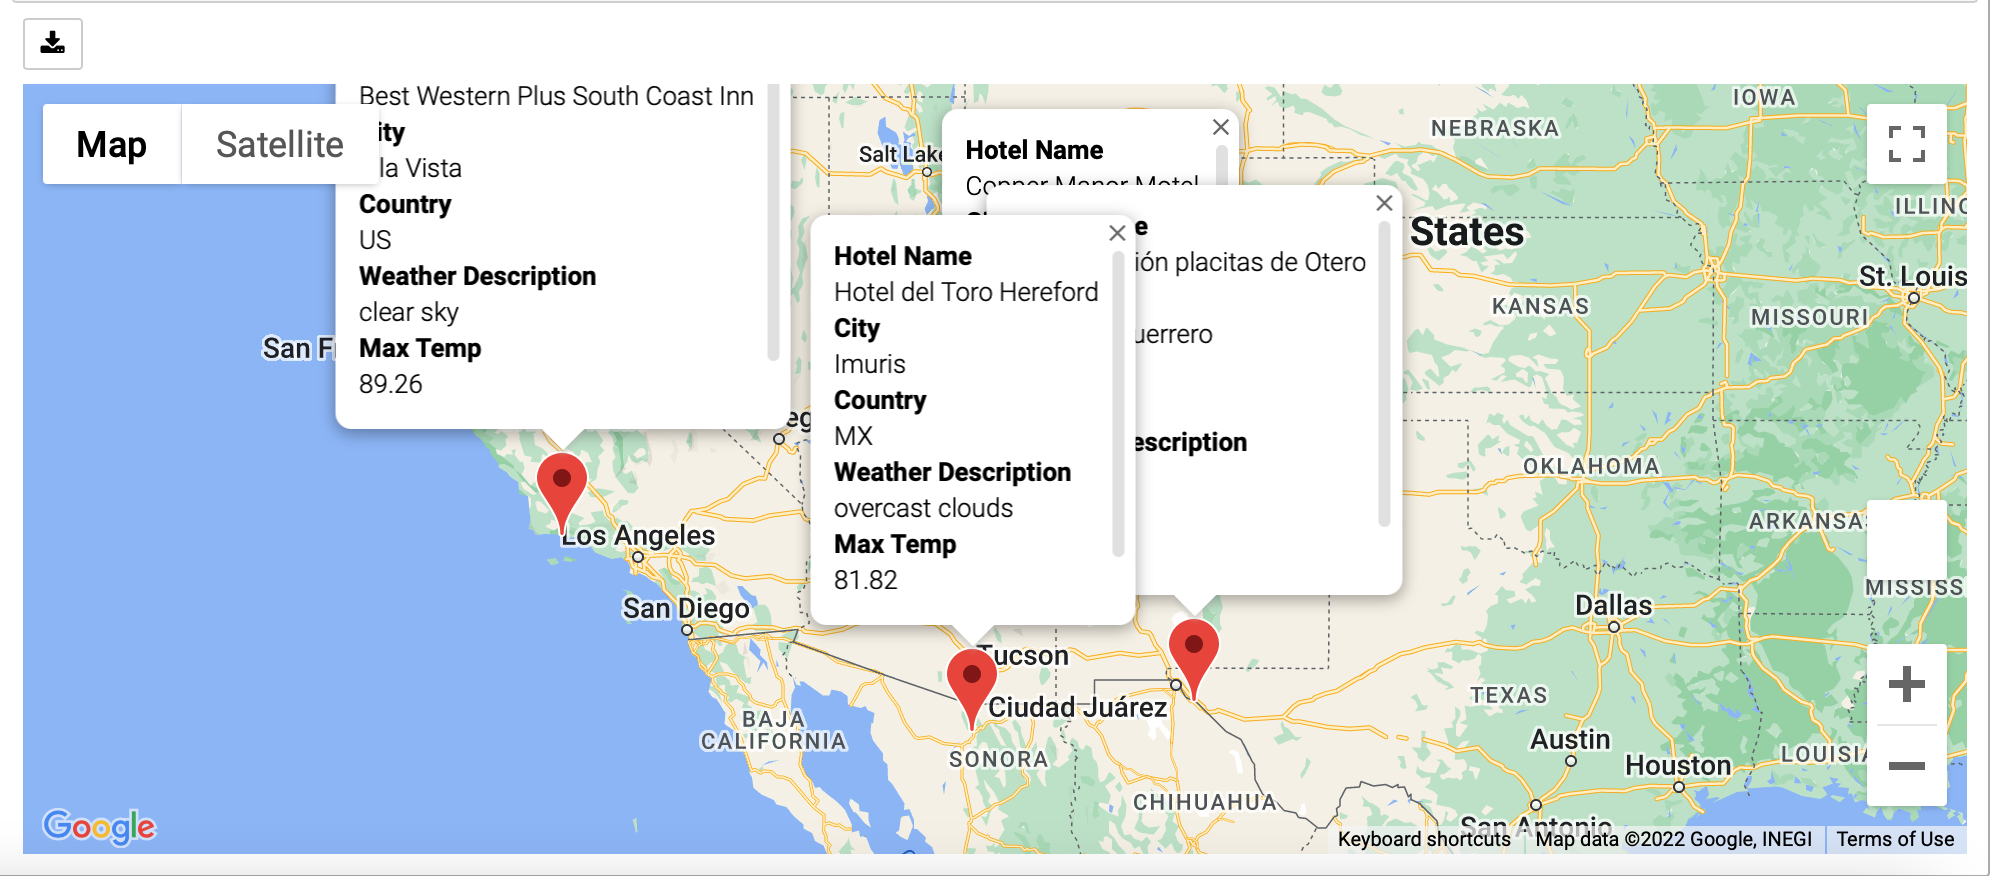 Best Western Plus South Coast Inn
ity
la Vista
Country
US
Weather Description
clear sky
Max Temp
89.26
Map
Satellite
Hotel Name
Copper Manor Motel
Hotel Name
Hotel del Toro Hereford
City
Imuris
Country
MX
Weather Description
overcast clouds
Max Temp
81.82
e
ión placitas de Otero
uerrero
escription
Salt Lake
San F
eg
Los Angeles
San Diego
Tucson
Ciudad Juárez
BAJA
CALIFORNIA
SONORA
CHIHUAHUA
IOWA
NEBRASKA
ILLINO
States
St. Louis
KANSAS
MISSOURI
OKLAHOMA
ARKANSA
MISSISS
Dallas
TEXAS
Austin
Houston
LOUISIA
San Antonio
Google
Keyboard shortcuts
Map data ©2022 Google, INEGI
Terms of Use